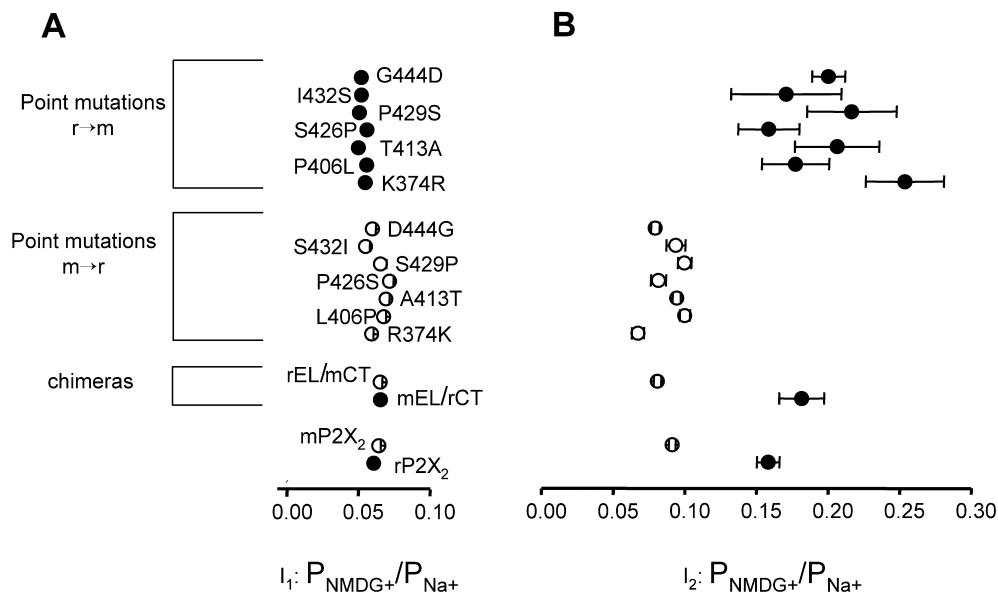 A
B
Point mutations
r→m
G444D
I432S
P429S
S426P
T413A
P406L
K374R
Point mutations
m→r
D444G
S432I
S429P
P426S
A413T
L406P
R374K
chimeras
rEL/mCT
mEL/rCT
mP2X2
rP2X2
0.00 0.05 0.10
0.00 0.05 0.10 0.15 0.20 0.25 0.30
I1: PNMDG+/PNa+
I2: PNMDG+/PNa+